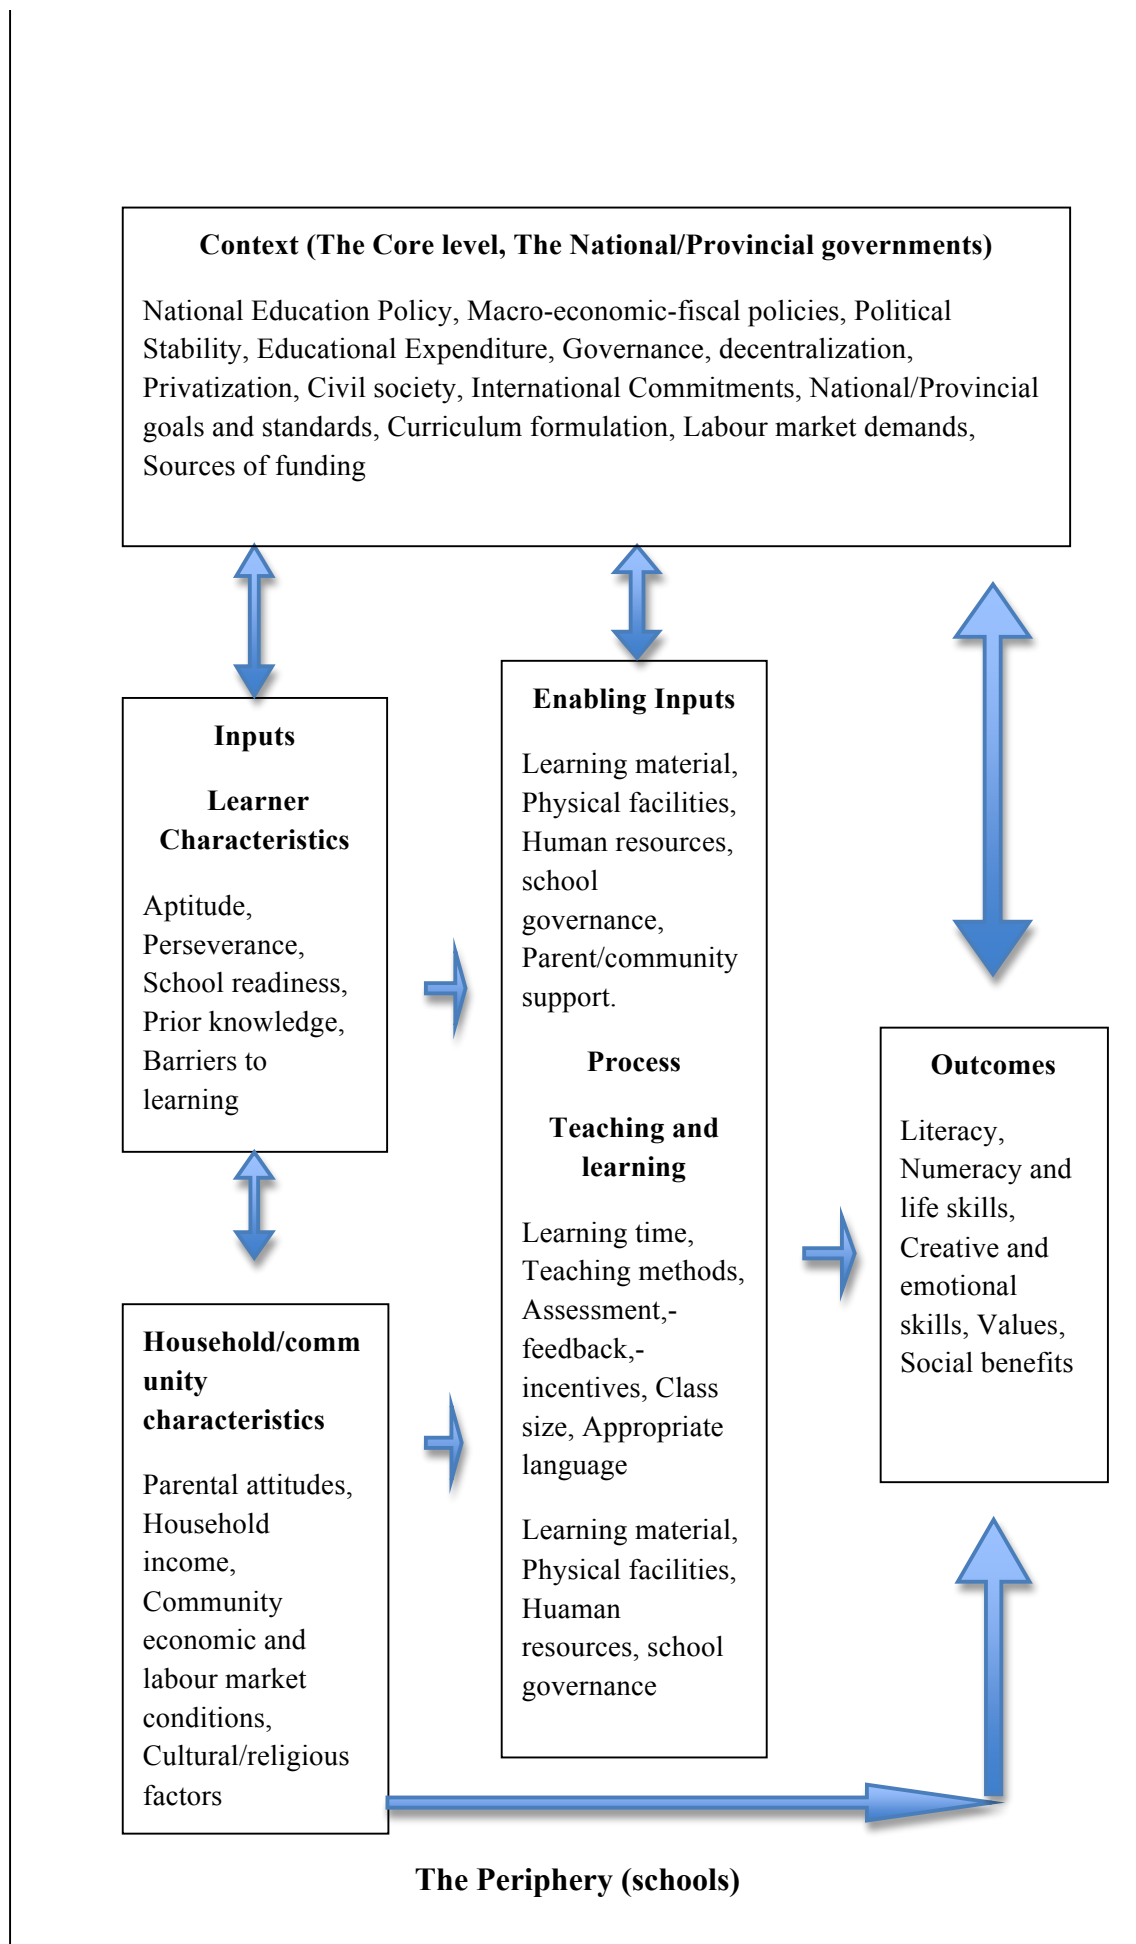 Context (The Core level, The National/Provincial governments)
National Education Policy, Macro-economic-fiscal policies, Political
Stability, Educational Expenditure, Governance, decentralization,
Privatization, Civil society, International Commitments, National/Provincial
goals and standards, Curriculum formulation, Labour market demands,
Sources of funding
Inputs
Learner
Characteristics
Aptitude,
Perseverance,
School readiness,
Prior knowledge,
Barriers to
learning
Household/comm
unity
characteristics
Parental attitudes,
Household
income,
Community
economic and
labour market
conditions,
Cultural/religious
factors
Enabling Inputs
Learning material,
Physical facilities,
Human resources,
school
governance,
Parent/community
support.
Process
Teaching and
learning
Learning time,
Teaching methods,
Assessment,-
feedback,-
incentives, Class
size, Appropriate
language
Learning material,
Physical facilities,
Huaman
resources, school
governance
Outcomes
Literacy,
Numeracy and
life skills,
Creative and
emotional
skills, Values,
Social benefits
The Periphery (schools)